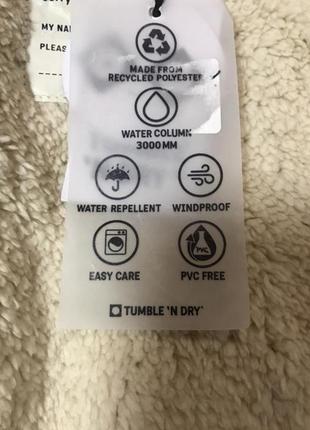 MY NA
PLEAS
MADE FROM
RECYCLED POLYESTER
WATER COLUMN
3000 MM
WATER REPELLENT
WINDPROOF
EASY CARE
PVC
PVC FREE
TUMBLE 'N DRY